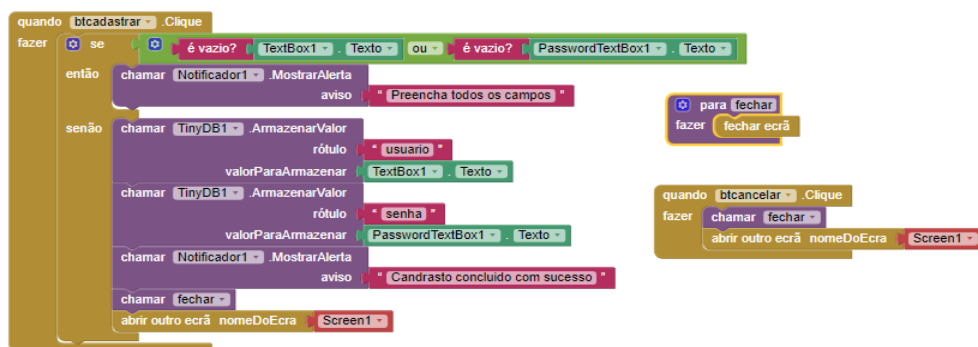 quando btcadastrar .Clique
fazer se é vazio? TextBox1 . Texto ou é vazio? PasswordTextBox1 . Texto
então chamar Notificador1 .MostrarAlerta
aviso " Preencha todos os campos "
senão chamar TinyDB1 .ArmazenarValor
rótulo " usuario "
valorParaArmazenar TextBox1 . Texto
chamar TinyDB1 .ArmazenarValor
rótulo " senha "
valorParaArmazenar PasswordTextBox1 . Texto
chamar Notificador1 .MostrarAlerta
aviso " Candrasto concluido com sucesso "
chamar fechar
abrir outro ecrã nomeDoEcra Screen1
para fechar
fazer fechar ecrã
quando btcancelar .Clique
fazer chamar fechar
abrir outro ecrã nomeDoEcra Screen1